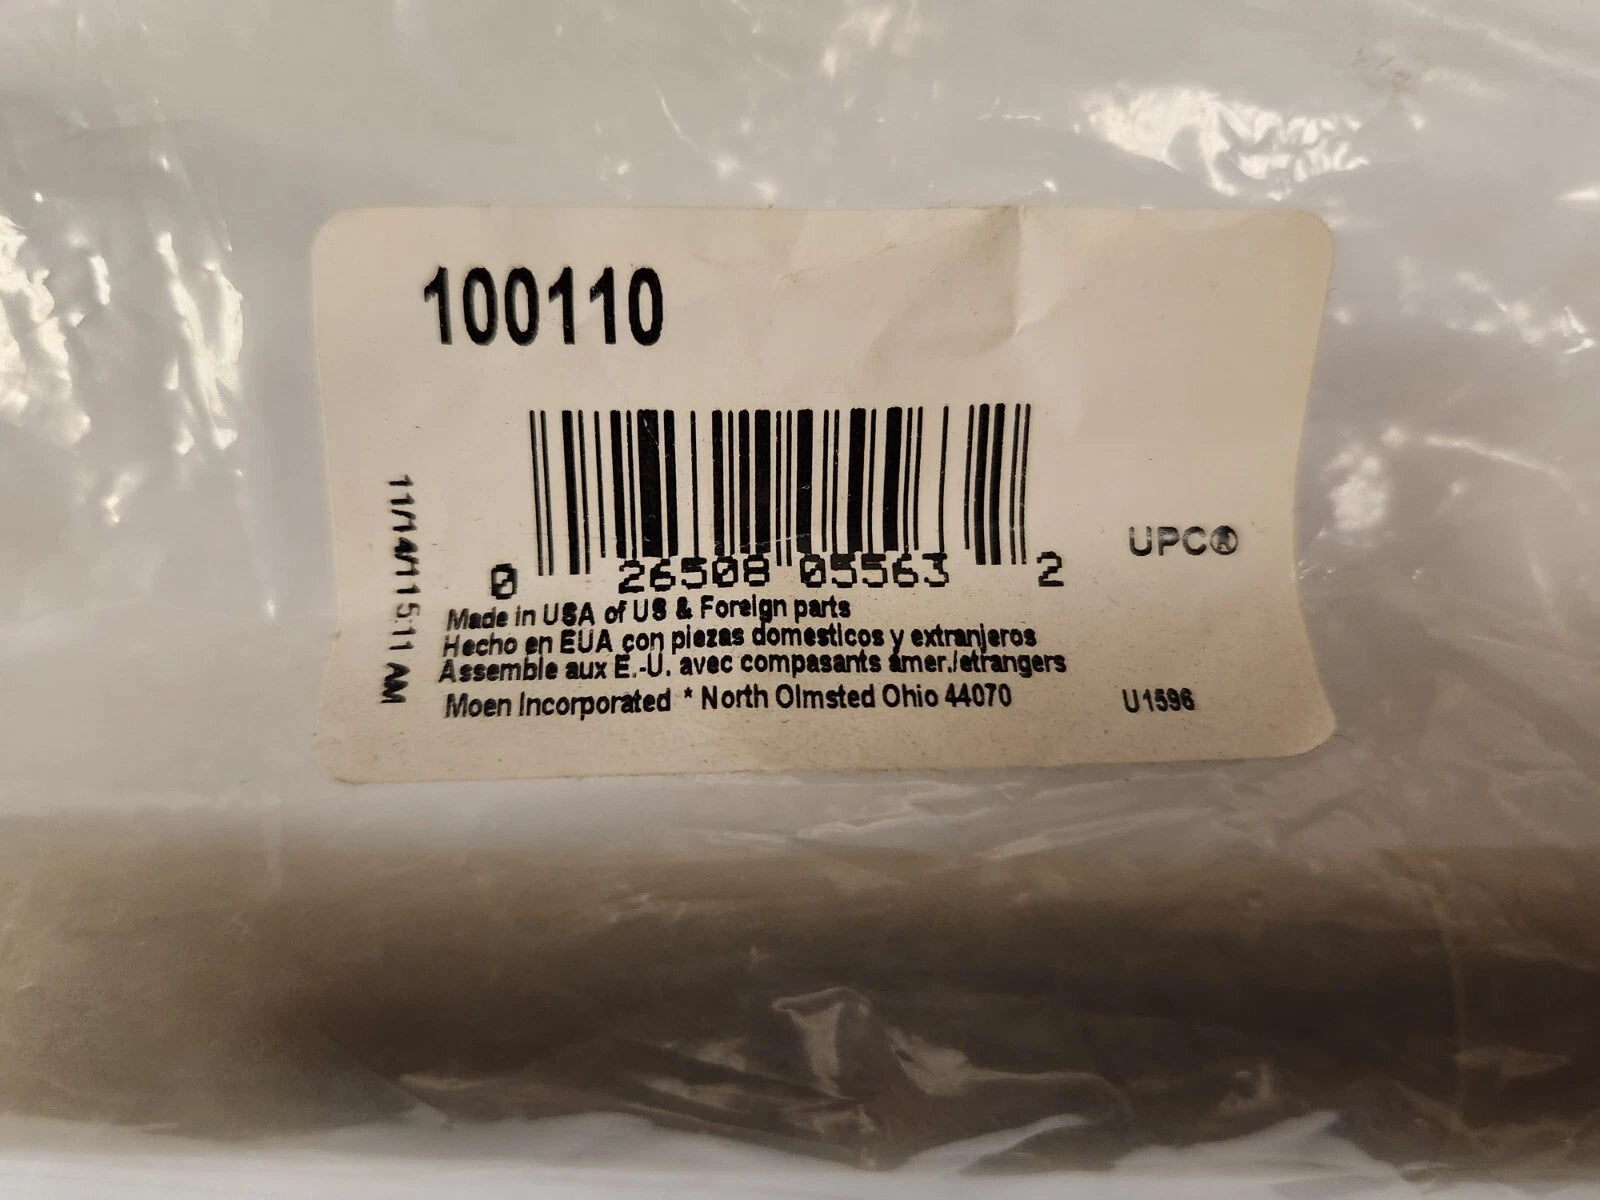 100110
0 26508 05563 2
UPC®
11/14/11 5:11 AM
Made in USA of US & Foreign parts
Hecho en EUA con piezas domesticos y extranjeros
Assemble aux E.-U. avec compasants amer./etrangers
Moen Incorporated * North Olmsted Ohio 44070
U1596